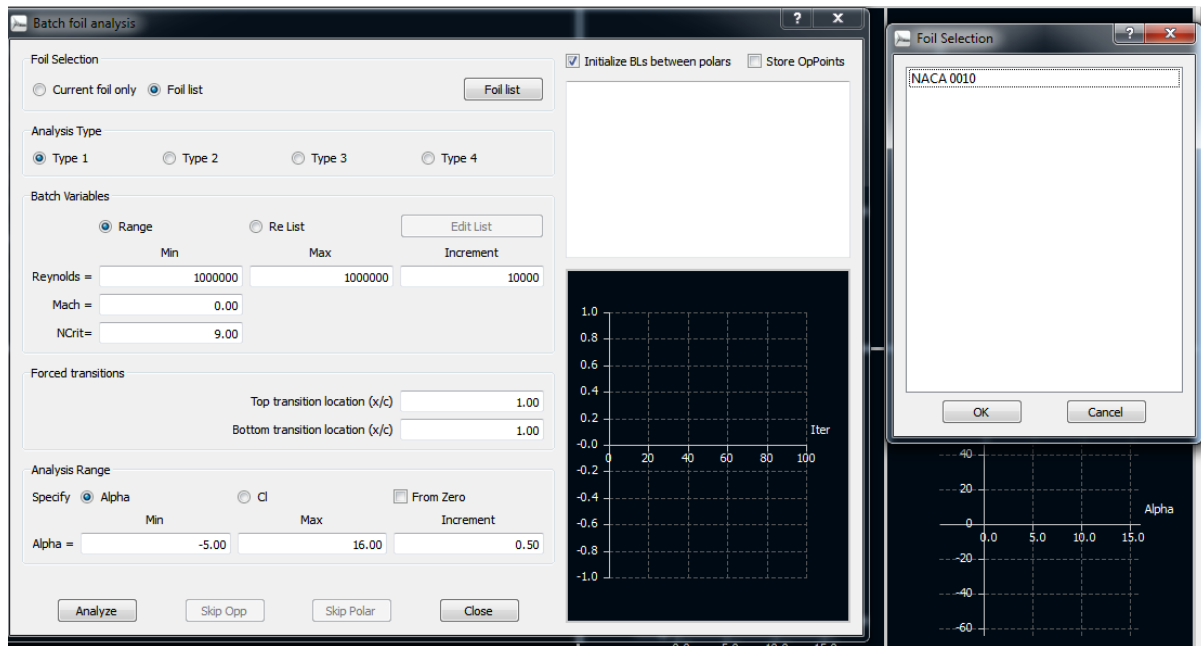 Batch foil analysis
? x
Foil Selection
Current foil only Foil list Foil list
Analysis Type
Type 1 Type 2 Type 3 Type 4
Batch Variables
Range Re List Edit List
Min Max Increment
Reynolds = 1000000 1000000 10000
Mach = 0.00
NCrit= 9.00
Forced transitions
Top transition location (x/c) 1.00
Bottom transition location (x/c) 1.00
Analysis Range
Specify Alpha Cl From Zero
Min Max Increment
Alpha = -5.00 16.00 0.50
Analyze Skip Opp Skip Polar Close
Initialize BLs between polars Store OpPoints
1.0
0.8
0.6
0.4
0.2
Iter
-0.0
0 20 40 60 80 100
-0.2
-0.4
-0.6
-0.8
-1.0
Foil Selection
? x
NACA 0010
OK Cancel
40
20
Alpha
0
0.0 5.0 10.0 15.0
-20
-40
-60